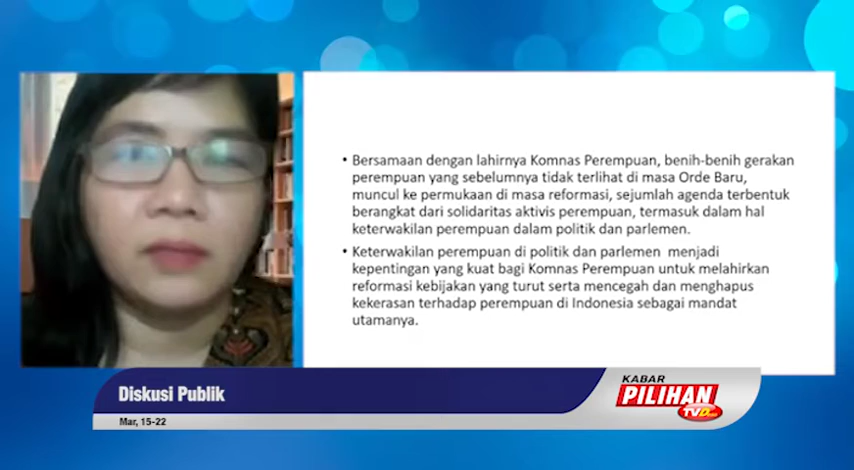 • Bersamaan dengan lahirnya Komnas Perempuan, benih-benih gerakan
perempuan yang sebelumnya tidak terlihat di masa Orde Baru,
muncul ke permukaan di masa reformasi, sejumlah agenda terbentuk
berangkat dari solidaritas aktivis perempuan, termasuk dalam hal
keterwakilan perempuan dalam politik dan parlemen.
• Keterwakilan perempuan di politik dan parlemen menjadi
kepentingan yang kuat bagi Komnas Perempuan untuk melahirkan
reformasi kebijakan yang turut serta mencegah dan menghapus
kekerasan terhadap perempuan di Indonesia sebagai mandat
utamanya.
Diskusi Publik
Mar, 15-22
KABAR
PILIHAN